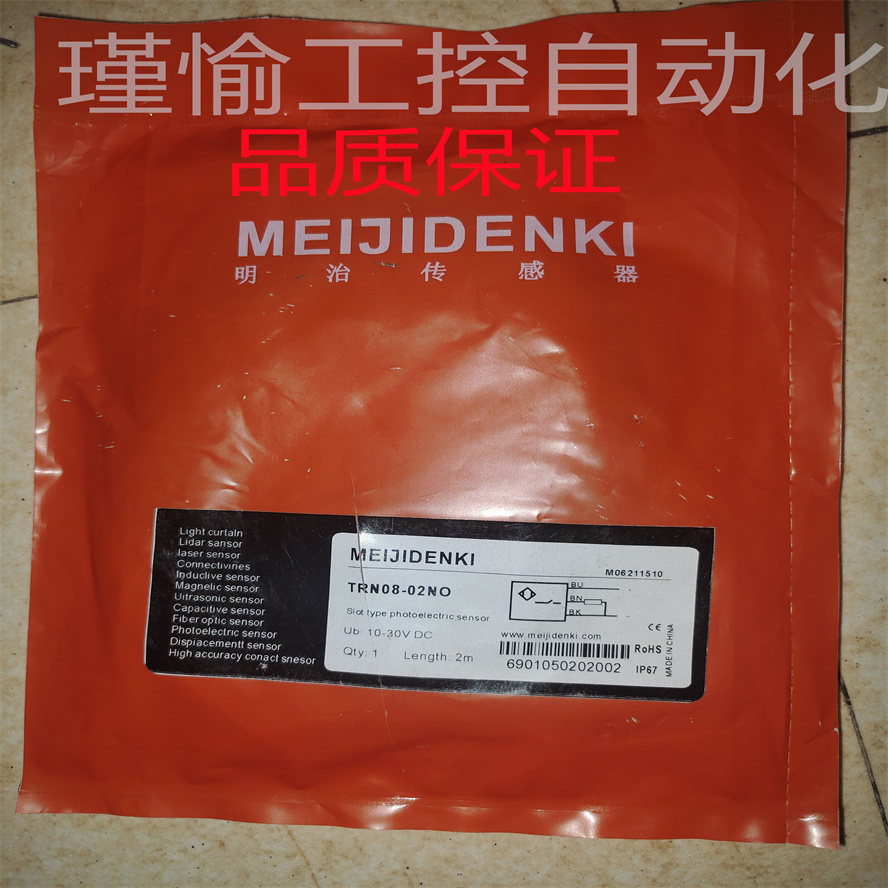 瑾愉工控自动化
品质保证
MEIJIDENKI
明治传感器
Light curtain
Lidar sansor
laser sensor
Connectivines
Inductive sensor
Magnelic sensor
Uitrasonic sensor
Capacitive sensor
Fiber optic sensor
Photoelectric sensor
Dispiacementt sensor
High accuracy conact snesor
MEIJIDENKI
M06211510
TRN08-02NO
Siot type photoelectric sensor
Ub: 10-30V DC
Qty: 1 Length: 2m
BU
BN
BK
www.meijidenki.com
6901050202002
CE
RoHS
IP67
MADE IN CHINA